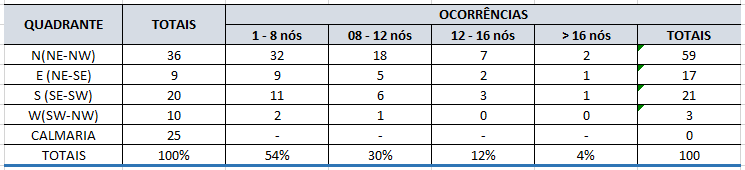 QUADRANTE TOTAIS OCORRÊNCIAS
1 - 8 nós 08 - 12 nós 12 - 16 nós > 16 nós TOTAIS
N(NE-NW) 36 32 18 7 2 59
E (NE-SE) 9 9 5 2 1 17
S (SE-SW) 20 11 6 3 1 21
W(SW-NW) 10 2 1 0 0 3
CALMARIA 25 - - - - 0
TOTAIS 100% 54% 30% 12% 4% 100